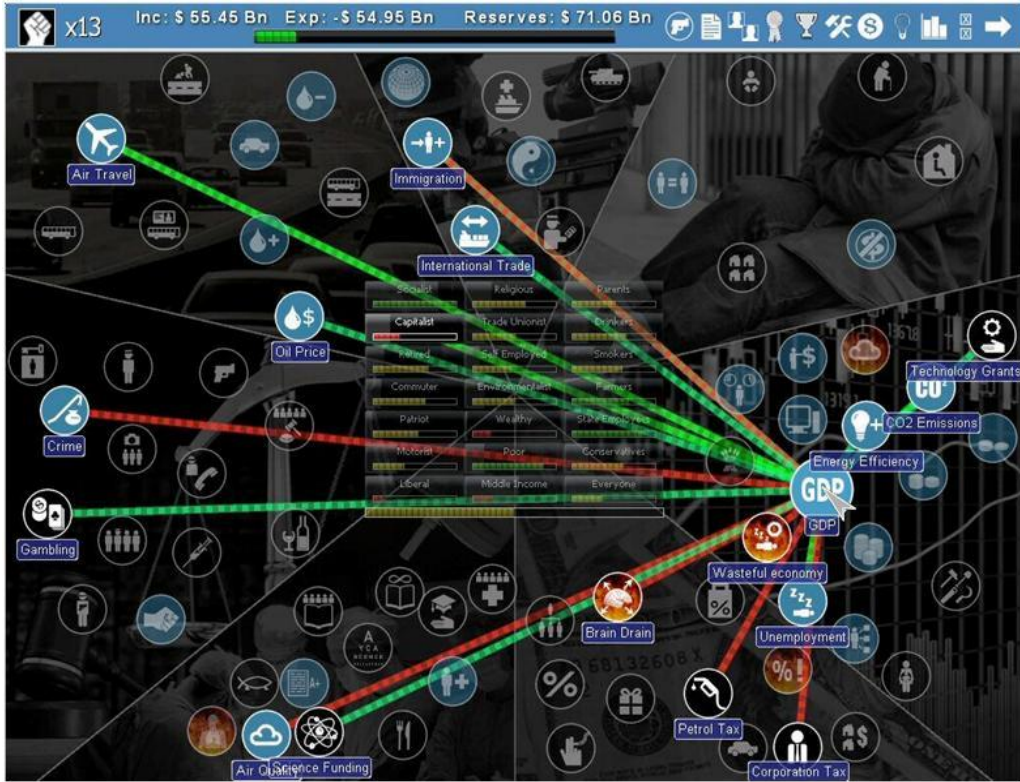 x13
Inc: $ 55.45 Bn Exp: -$ 54.95 Bn Reserves: $ 71.06 Bn
Air Travel
Immigration
International Trade
Oil Price
Socialist Religious Parents
Capitalist Trade Unionist Drinkers
Retired Self Employed Smokers
Commuter Environmentalist Farmers
Patriot Wealthy State Employees
Motorist Poor Conservatives
Liberal Middle Income Everyone
Technology Grants
CO²
CO2 Emissions
Energy Efficiency
GDP
GDP
Crime
Gambling
Wasteful economy
Brain Drain
Unemployment
Petrol Tax
Corporation Tax
Air Quality
Science Funding
A+
%!
68132608 X